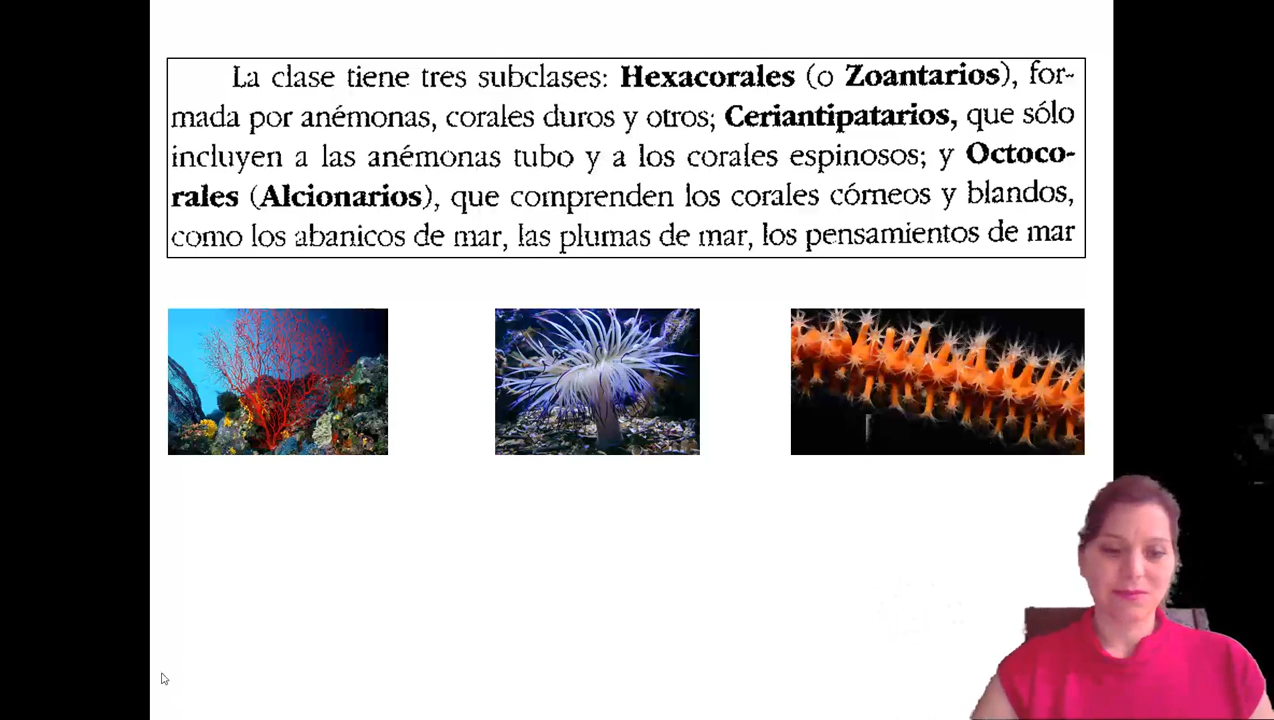 La clase tiene tres subclases: Hexacorales (o Zoantarios), for-
mada por anémonas, corales duros y otros; Ceriantipatarios, que sólo
incluyen a las anémonas tubo y a los corales espinosos; y Octoco-
rales (Alcionarios), que comprenden los corales córneos y blandos,
como los abanicos de mar, las plumas de mar, los pensamientos de mar